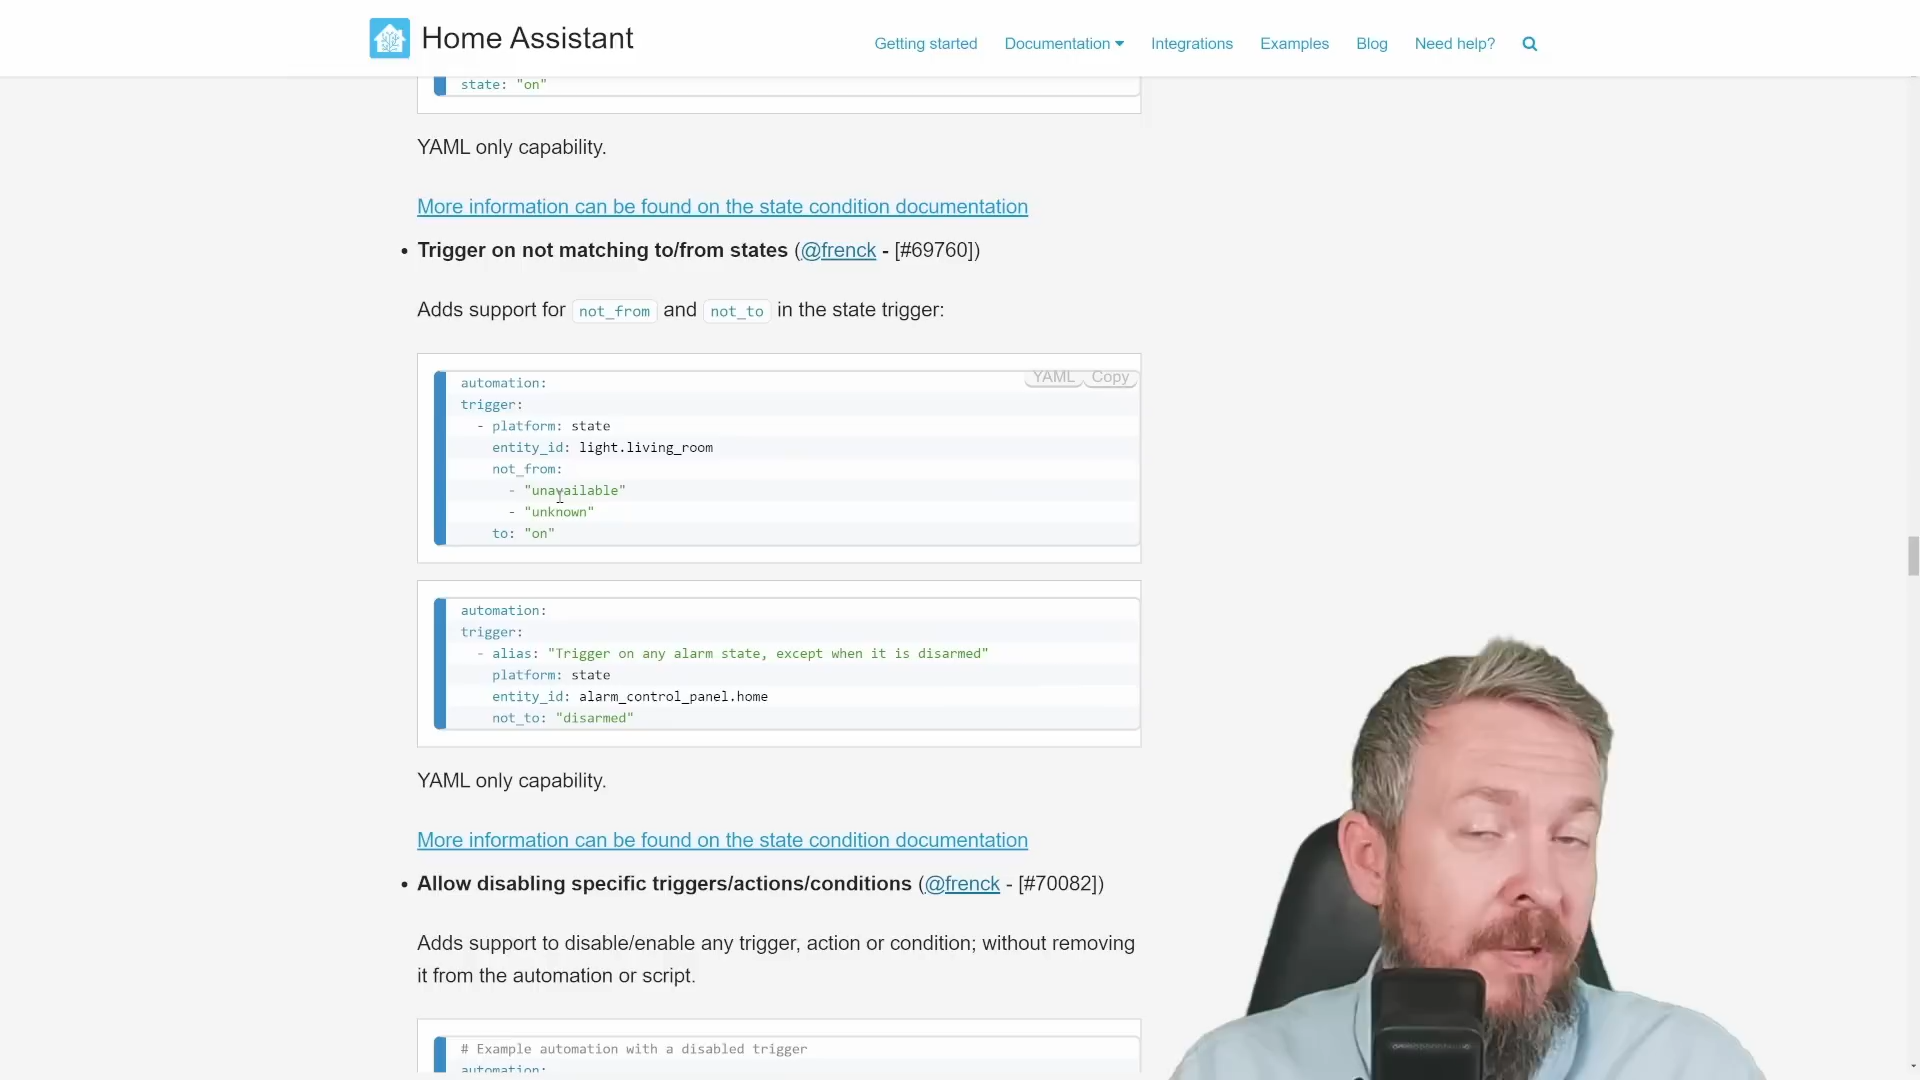 Home Assistant
Getting started
Documentation
Integrations
Examples
Blog
Need help?
state: "on"
YAML only capability.
More information can be found on the state condition documentation
Trigger on not matching to/from states (@frenck - [#69760])
Adds support for not_from and not_to in the state trigger:
YAML
Copy
automation:
trigger:
- platform: state
entity_id: light.living_room
not_from:
- "unavailable"
- "unknown"
to: "on"
automation:
trigger:
- alias: "Trigger on any alarm state, except when it is disarmed"
platform: state
entity_id: alarm_control_panel.home
not_to: "disarmed"
YAML only capability.
More information can be found on the state condition documentation
Allow disabling specific triggers/actions/conditions (@frenck - [#70082])
Adds support to disable/enable any trigger, action or condition; without removing
it from the automation or script.
# Example automation with a disabled trigger
automation: